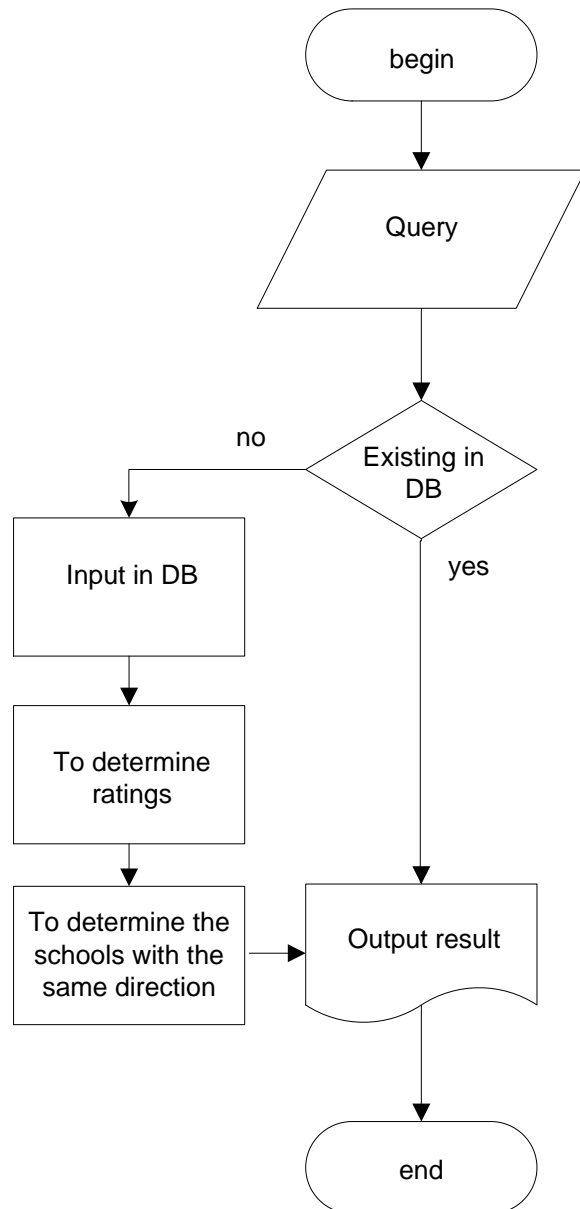 begin
Query
Existing in
DB
no
yes
Input in DB
To determine
ratings
To determine the
schools with the
same direction
Output result
end